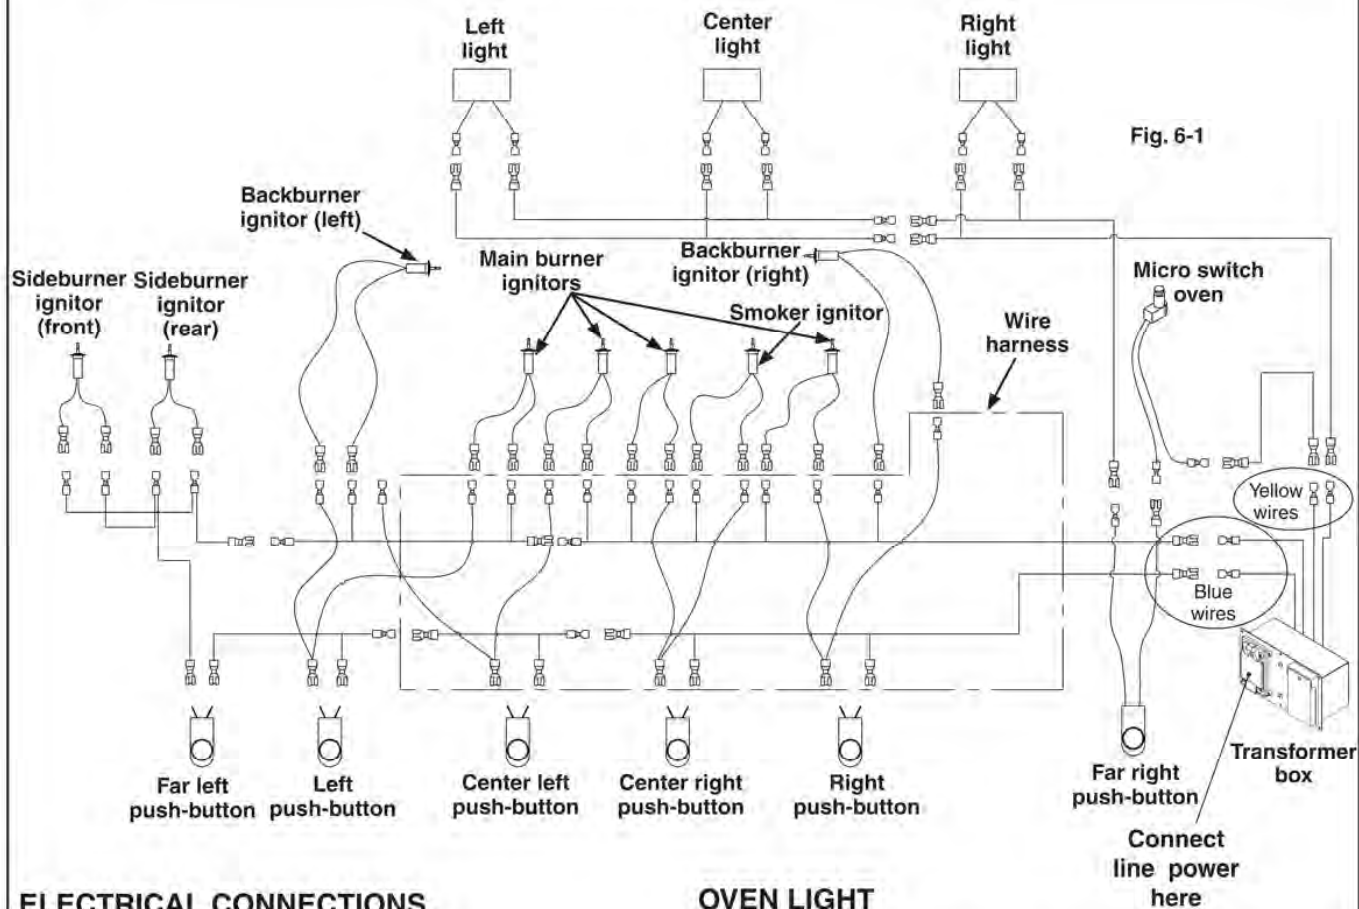 Left
light
Center
light
Right
light
Fig. 6-1
Backburner
ignitor (left)
Main burner
ignitors
Backburner
ignitor (right)
Micro switch
oven
Sideburner
ignitor
(front)
Sideburner
ignitor
(rear)
Smoker ignitor
Wire
harness
Yellow
wires
Blue
wires
Far left
push-button
Left
push-button
Center left
push-button
Center right
push-button
Right
push-button
Far right
push-button
Transformer
box
Connect
line power
here
ELECTRICAL CONNECTIONS
OVEN LIGHT